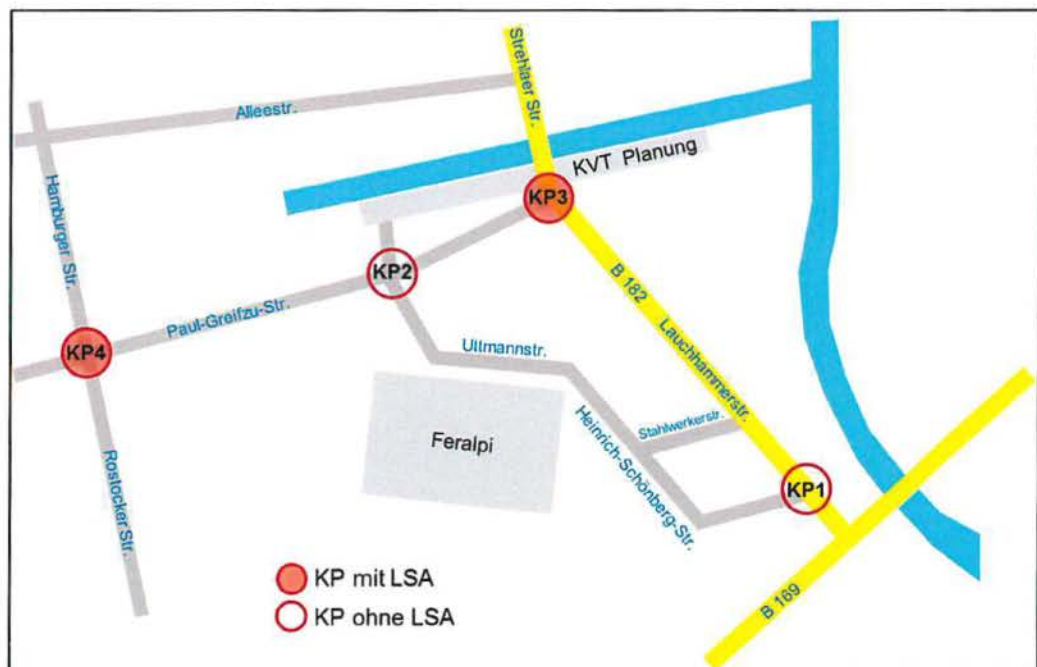 Strehlaer Str.
Alleestr.
KVT Planung
Hamburger Str.
KP3
KP2
B 182
Paul-Greifzu-Str.
KP4
Lauchhammerstr.
Uttmannstr.
Stahlwerkerstr.
Heinrich-Schönberg-Str.
Feralpi
KP1
Rostocker Str.
KP mit LSA
KP ohne LSA
B 169